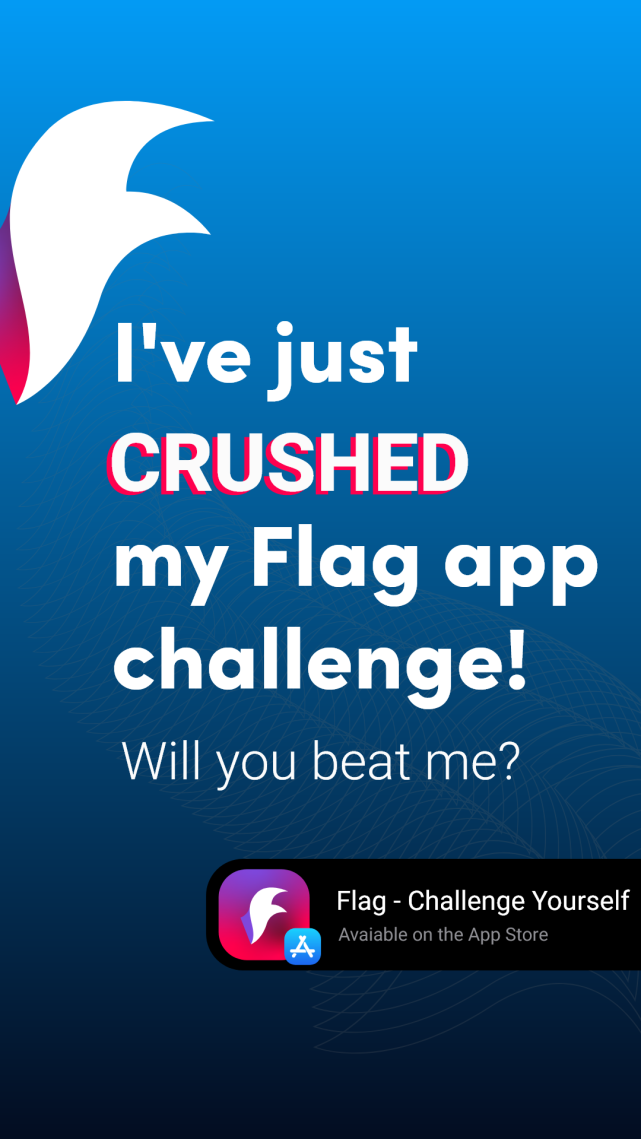 I've just
CRUSHED
my Flag app
challenge!
Will you beat me?
Flag - Challenge Yourself
Avaiable on the App Store